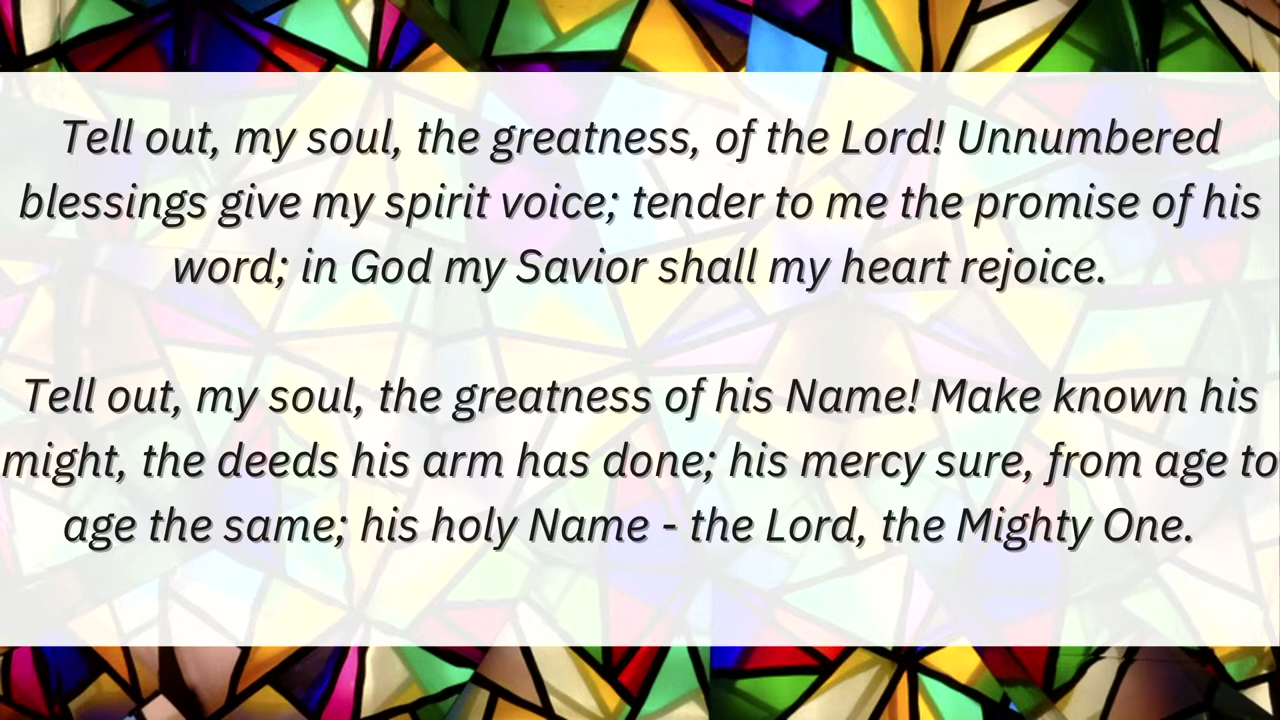 Tell out, my soul, the greatness, of the Lord! Unnumbered
blessings give my spirit voice; tender to me the promise of his
word; in God my Savior shall my heart rejoice.
Tell out, my soul, the greatness of his Name! Make known his
might, the deeds his arm has done; his mercy sure, from age to
age the same; his holy Name - the Lord, the Mighty One.